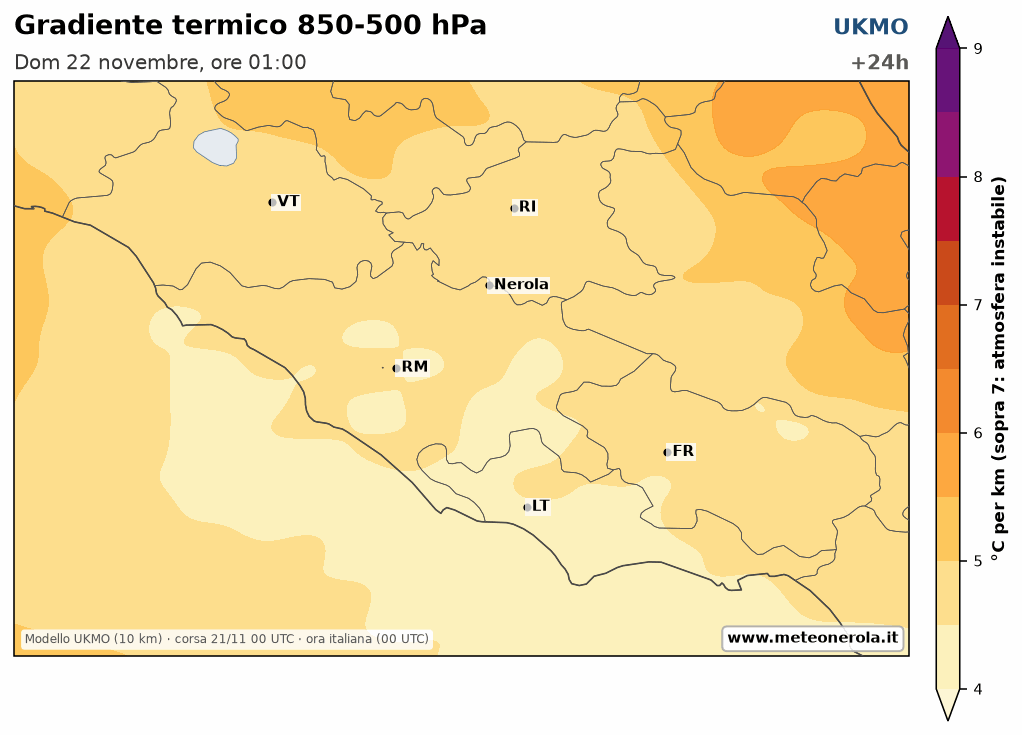 Gradiente termico 850-500 hPa
UKMO
Dom 22 novembre, ore 01:00
+24h
VT
RI
Nerola
RM
FR
LT
Modello UKMO (10 km) · corsa 21/11 00 UTC · ora italiana (00 UTC)
www.meteonerola.it
9
8
7
6
5
4
°C per km (sopra 7: atmosfera instabile)